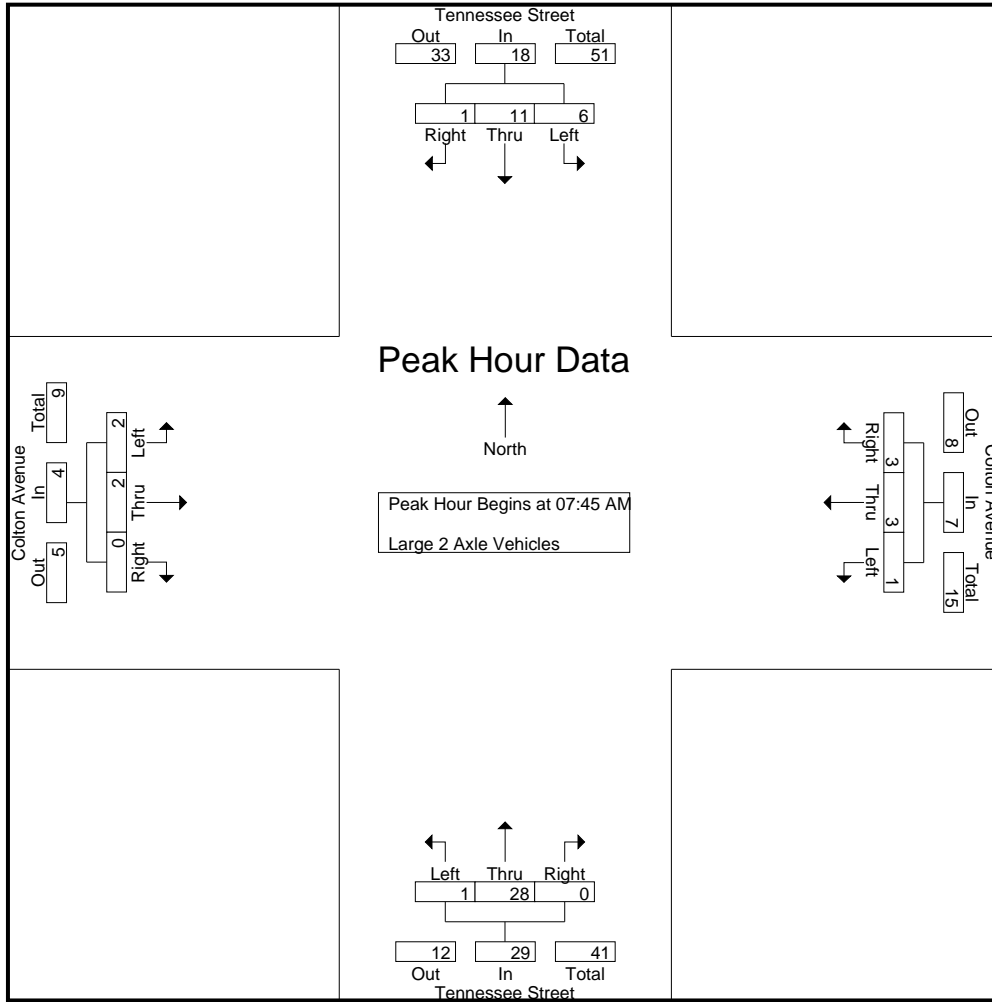 Tennessee Street
Out In Total
33 18 51
1 11 6
Right Thru Left
Peak Hour Data
North
Peak Hour Begins at 07:45 AM
Large 2 Axle Vehicles
Colton Avenue
Out In Total
5 4 9
Right Thru Left
0 2 2
Colton Avenue
Out In Total
8 7 15
Right Thru Left
3 3 1
Left Thru Right
1 28 0
12 29 41
Out In Total
Tennessee Street